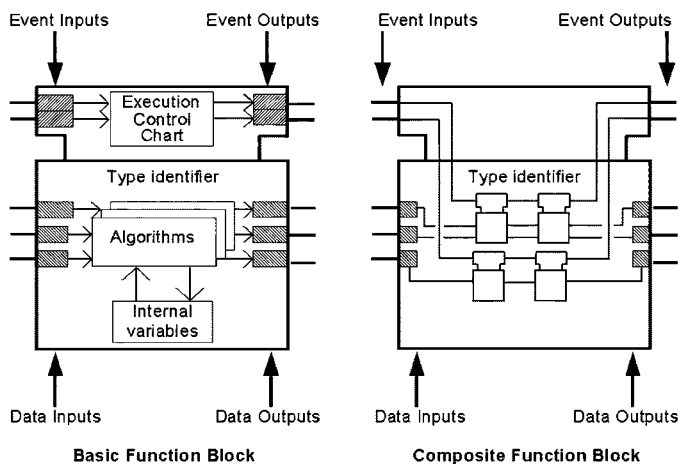 Event Inputs
Event Outputs
Execution
Control
Chart
Type identifier
Algorithms
Internal
variables
Data Inputs
Data Outputs
Basic Function Block
Event Inputs
Event Outputs
Type identifier
Data Inputs
Data Outputs
Composite Function Block